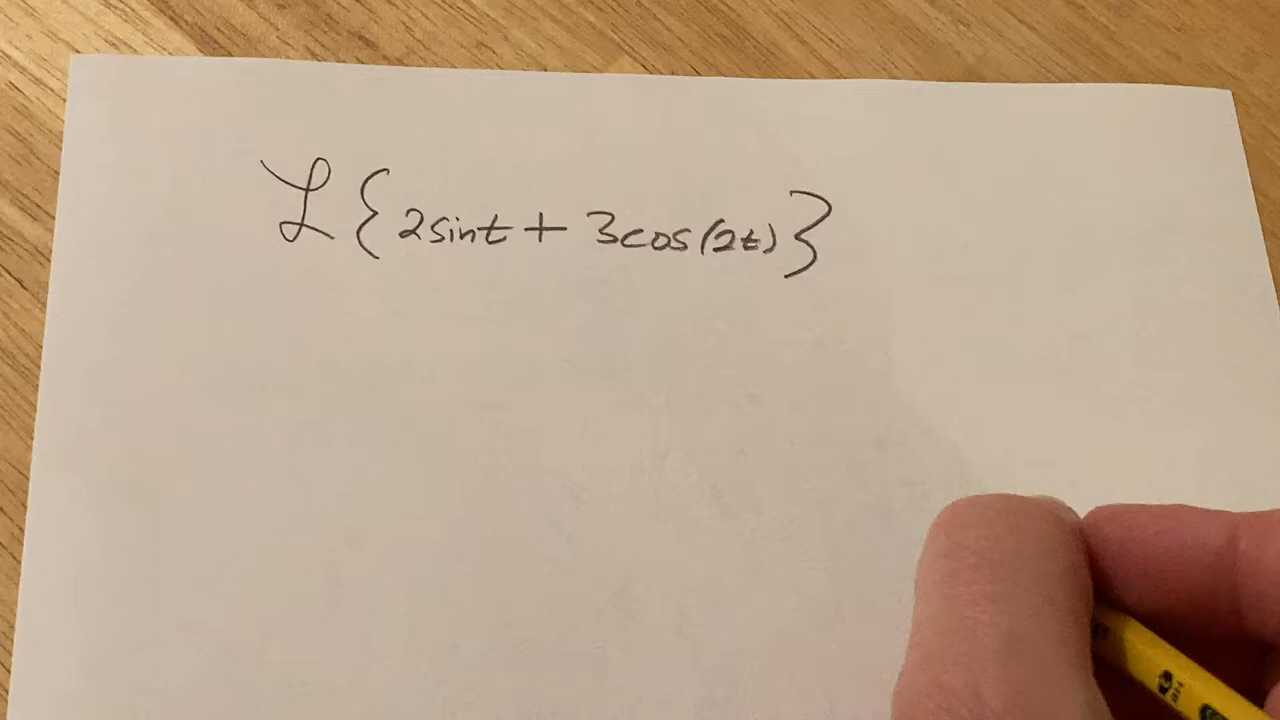 ℒ{2sint + 3cos(2t)}